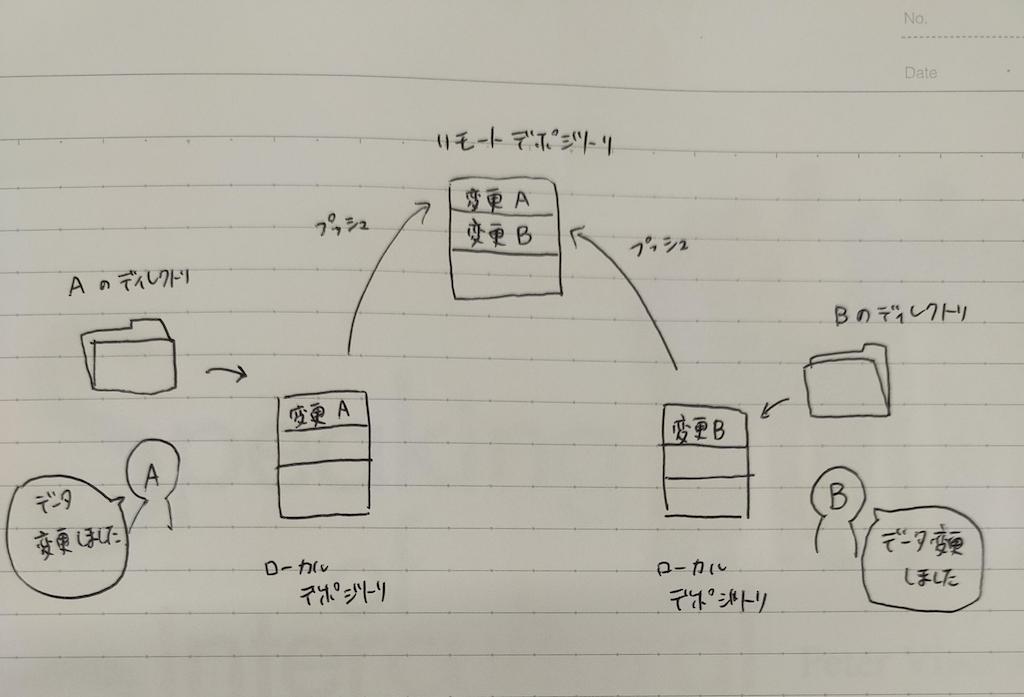 No.
Date
リモートデポジトーリ
変更 A
変更 B
プッシュ
プッシュ
A のディレクトリ
B のディレクトリ
変更 A
変更 B
A
データ
変更しました
B
データ変更
しました
ローカル
デポジトーリ
ローカル
デポジトーリ